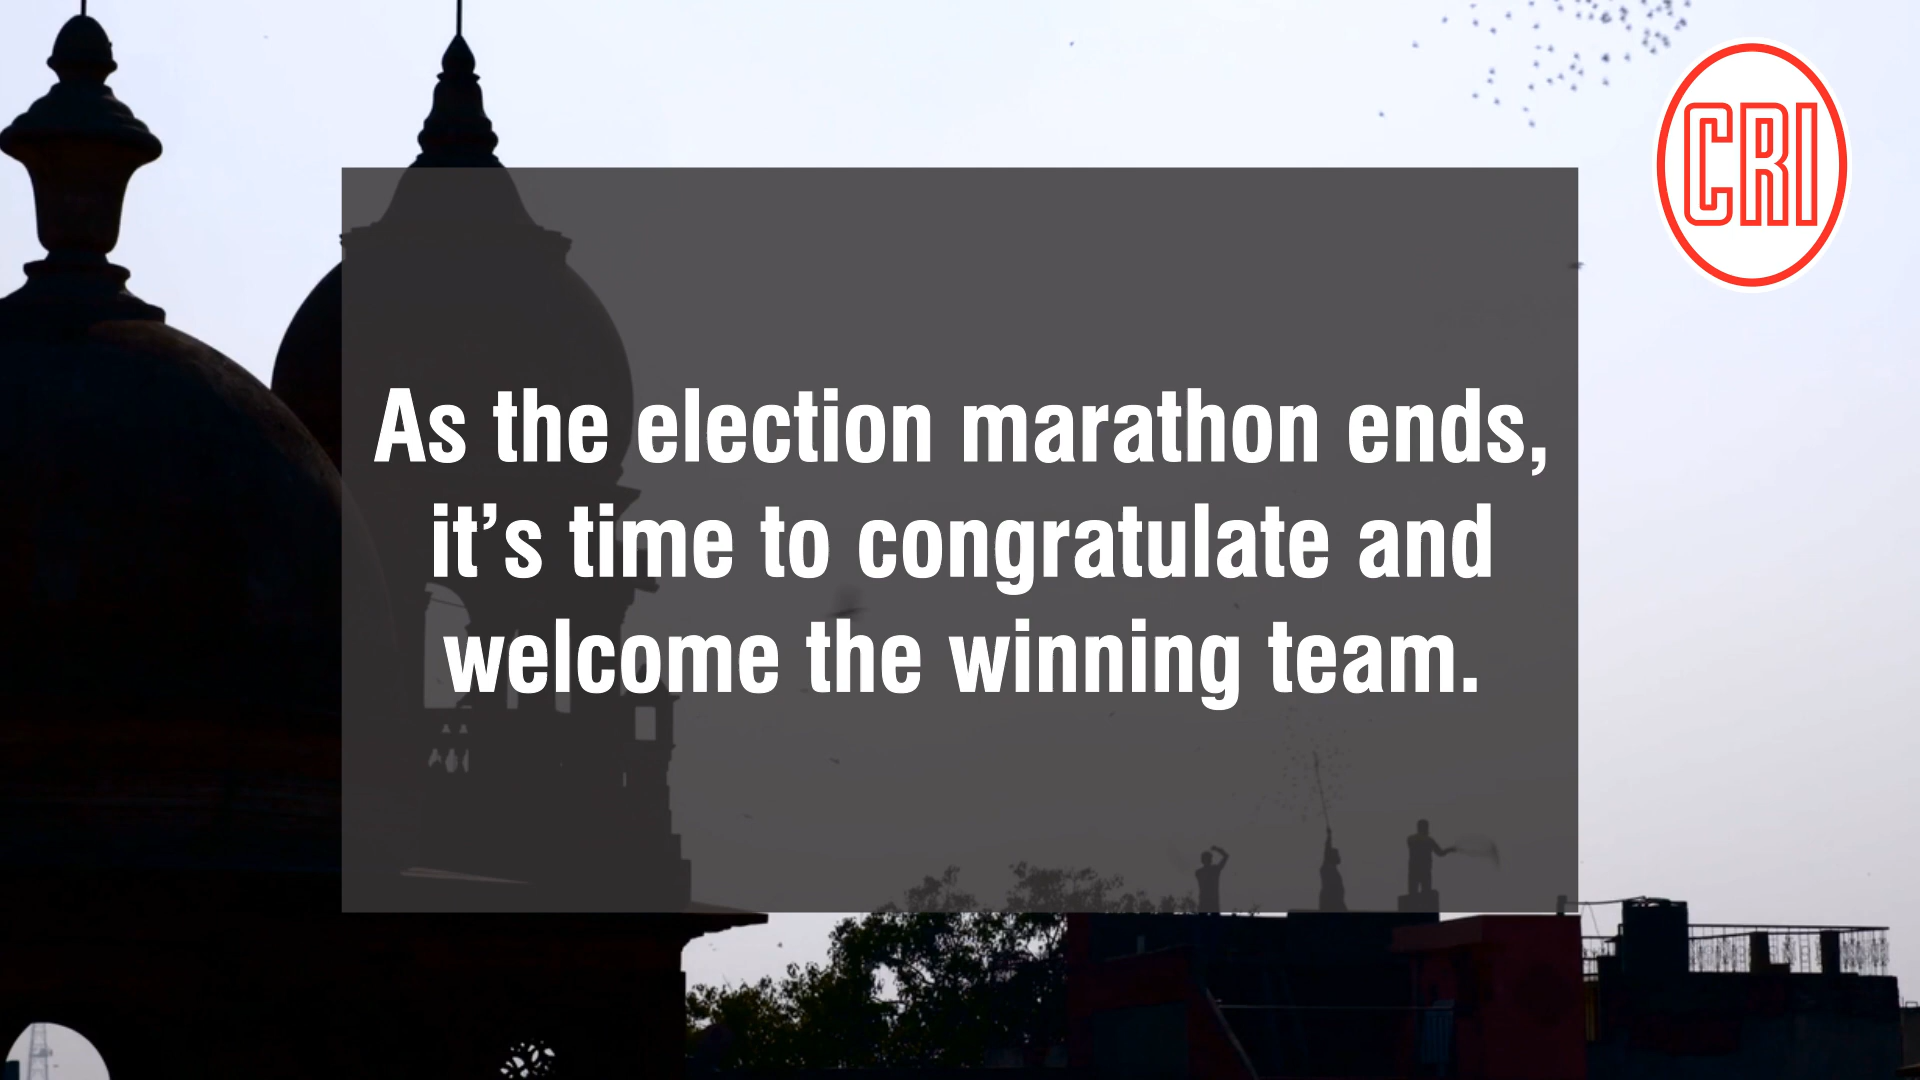 CRI
As the election marathon ends,
it’s time to congratulate and
welcome the winning team.